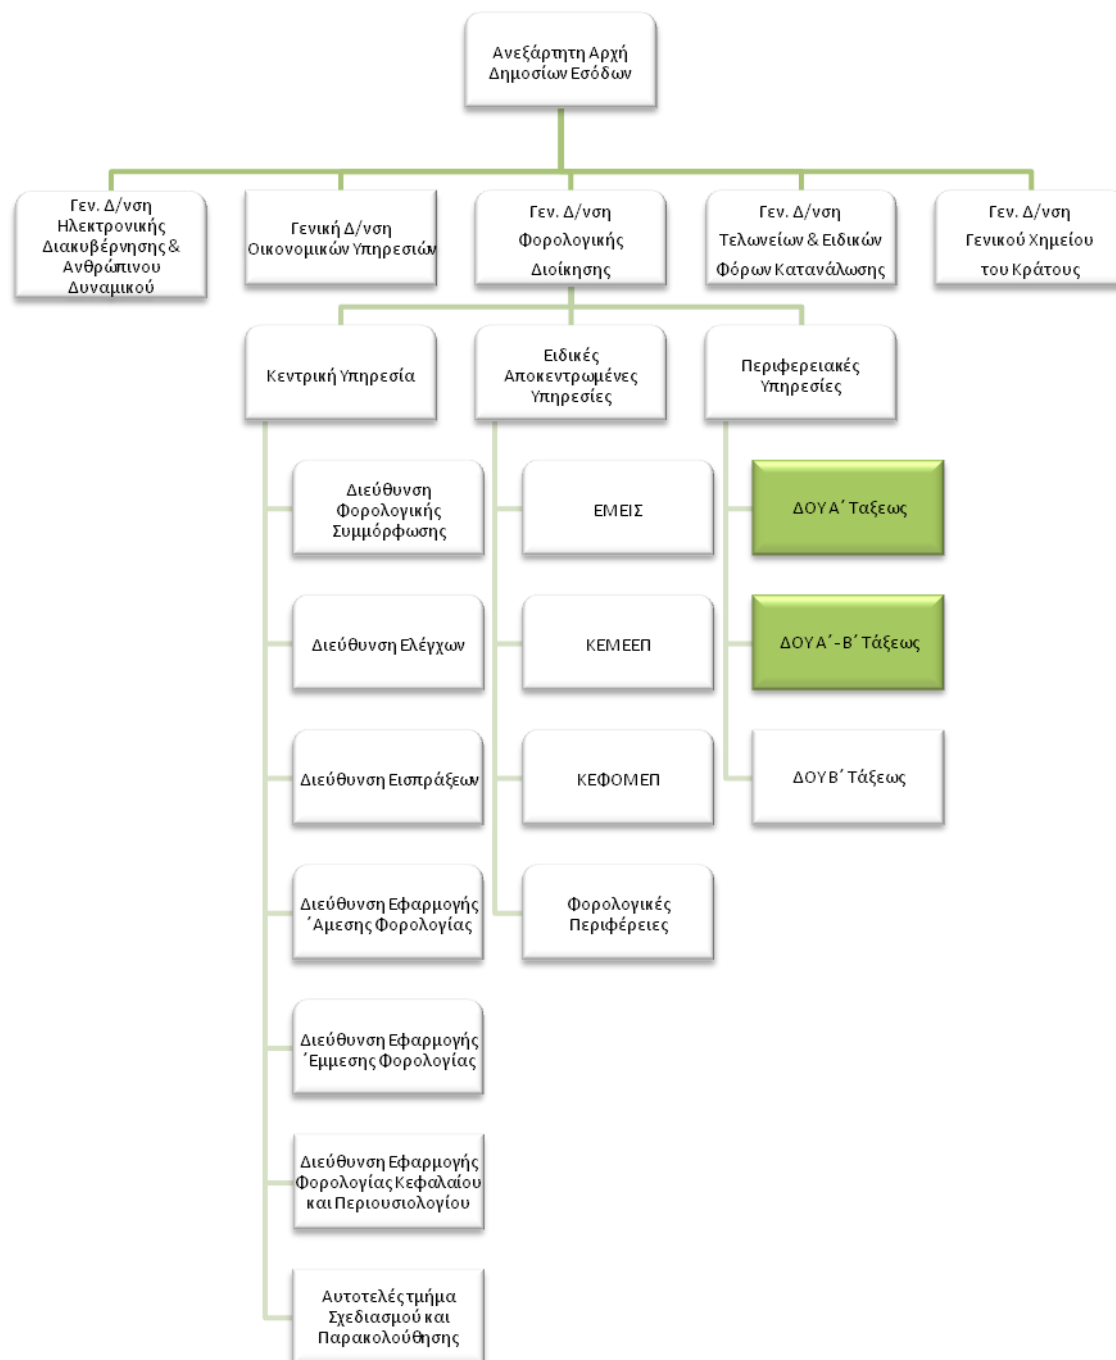 Ανεξάρτητη Αρχή
Δημοσίων Εσόδων
Γεν. Δ/νση
Ηλεκτρονικής
Διακυβέρνησης &
Ανθρώπινου
Δυναμικού
Γενική Δ/νση
Οικονομικών Υπηρεσιών
Γεν. Δ/νση
Φορολογικής
Διοίκησης
Γεν. Δ/νση
Τελωνείων & Ειδικών
Φόρων Κατανάλωσης
Γεν. Δ/νση
Γενικού Χημείου
του Κράτους
Κεντρική Υπηρεσία
Ειδικές
Αποκεντρωμένες
Υπηρεσίες
Περιφερειακές
Υπηρεσίες
Διεύθυνση
Φορολογικής
Συμμόρφωσης
Διεύθυνση Ελέγχων
Διεύθυνση Εισπράξεων
Διεύθυνση Εφαρμογής
΄Αμεσης Φορολογίας
Διεύθυνση Εφαρμογής
΄Εμμεσης Φορολογίας
Διεύθυνση Εφαρμογής
Φορολογίας Κεφαλαίου
και Περιουσιολογίου
Αυτοτελές τμήμα
Σχεδιασμού και
Παρακολούθησης
ΕΜΕΙΣ
ΚΕΜΕΕΠ
ΚΕΦΟΜΕΠ
Φορολογικές
Περιφέρειες
ΔΟΥ Α΄ Ταξεως
ΔΟΥ Α΄ - Β΄ Τάξεως
ΔΟΥ Β΄ Τάξεως